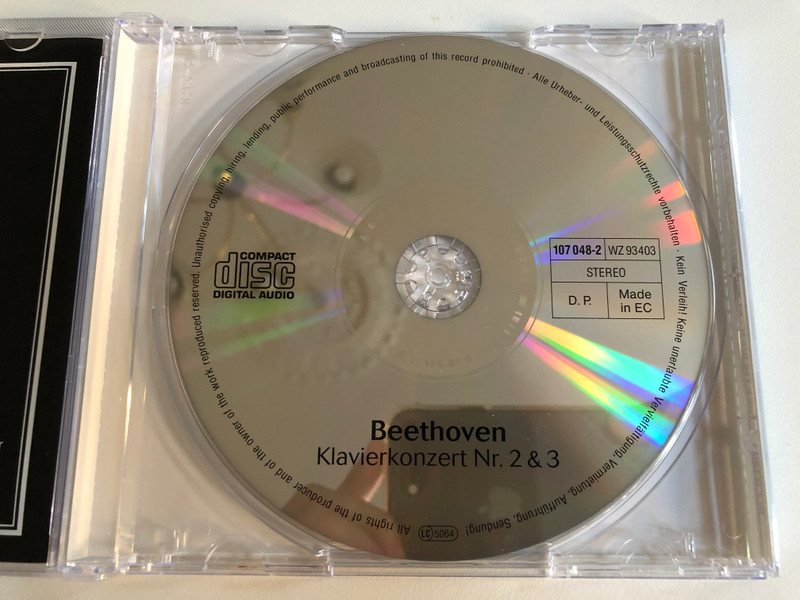 All rights of the producer and of the owner of the work reproduced reserved. Unauthorised copying, hiring, lending, public performance and broadcasting of this record prohibited · Alle Urheber- und Leistungsschutzrechte vorbehalten · Kein Verleih! Keine unerlaubte Vervielfältigung, Vermietung, Aufführung, Sendung!
COMPACT
disc
DIGITAL AUDIO
107 048-2 WZ 93403
STEREO
D. P. Made
in EC
Beethoven
Klavierkonzert Nr. 2 & 3
LC 5064